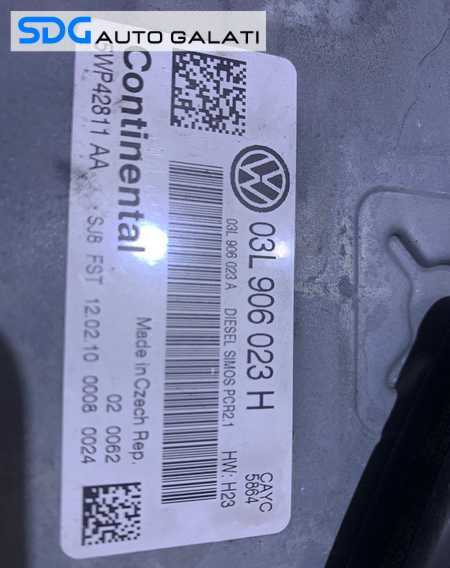 SDG AUTO GALATI
03L 906 023 H
03L 906 023 A DIESEL SIMOS PCR2.1 HW: H23
CAYC
5864
Continental
Made in Czech Rep.
5WP42811 AA SJ8 FST 12.02.10 0008 0024
02 0062